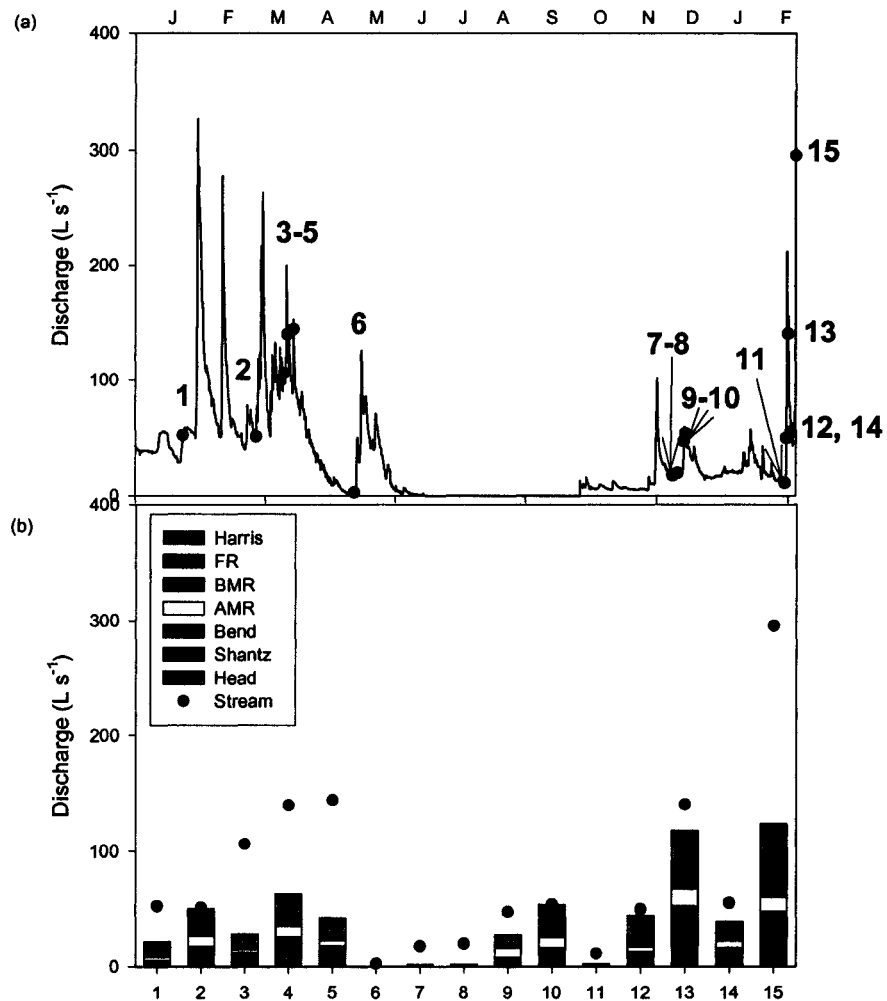 (a)
J F M A M J J A S O N D J F
400
300
200
100
0
Discharge (L s⁻¹)
1
2
3-5
6
7-8
9-10
11
12, 14
13
15
(b)
400
300
200
100
0
Discharge (L s⁻¹)
Harris
FR
BMR
AMR
Bend
Shantz
Head
Stream
1 2 3 4 5 6 7 8 9 10 11 12 13 14 15